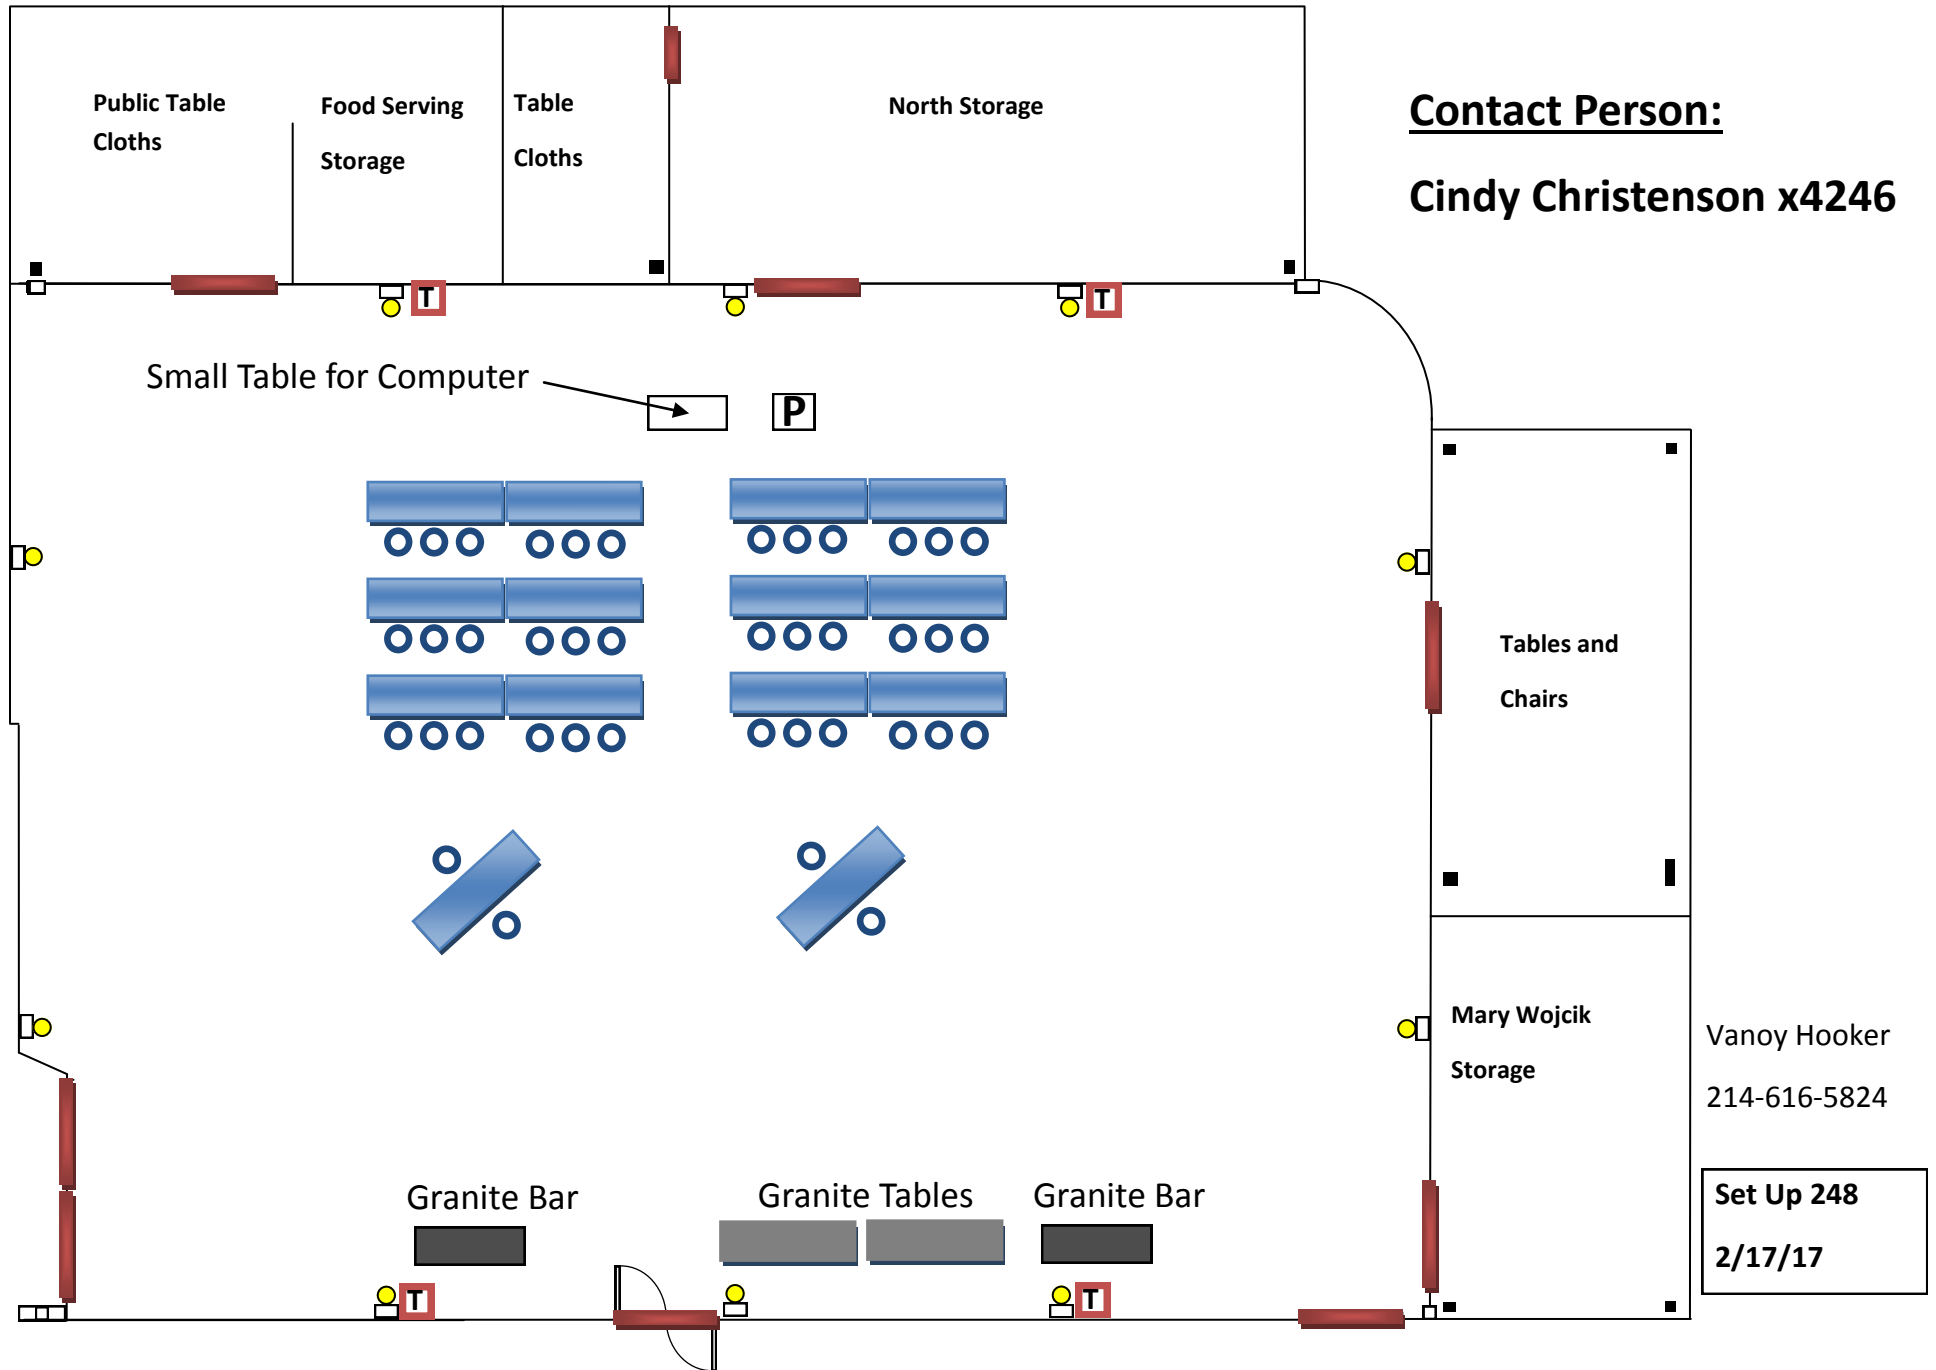 Public Table
Cloths
Food Serving
Storage
Table
Cloths
North Storage
Contact Person:
Cindy Christenson x4246
T
T
Small Table for Computer
P
Tables and
Chairs
Mary Wojcik
Storage
Vanoy Hooker
214-616-5824
Granite Bar
Granite Tables
Granite Bar
Set Up 248
2/17/17
T
T